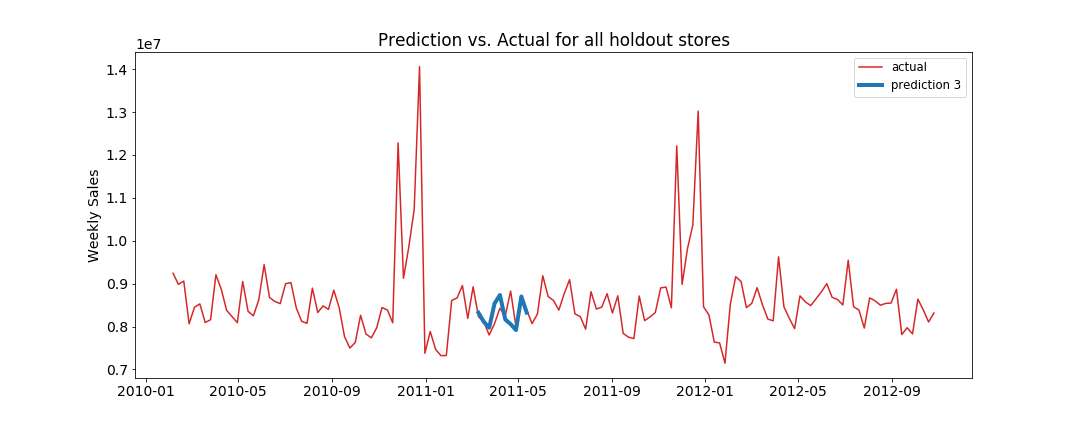 Prediction vs. Actual for all holdout stores
1e7
actual
prediction 3
1.4
1.3
1.2
1.1
1.0
0.9
0.8
0.7
Weekly Sales
2010-01 2010-05 2010-09 2011-01 2011-05 2011-09 2012-01 2012-05 2012-09